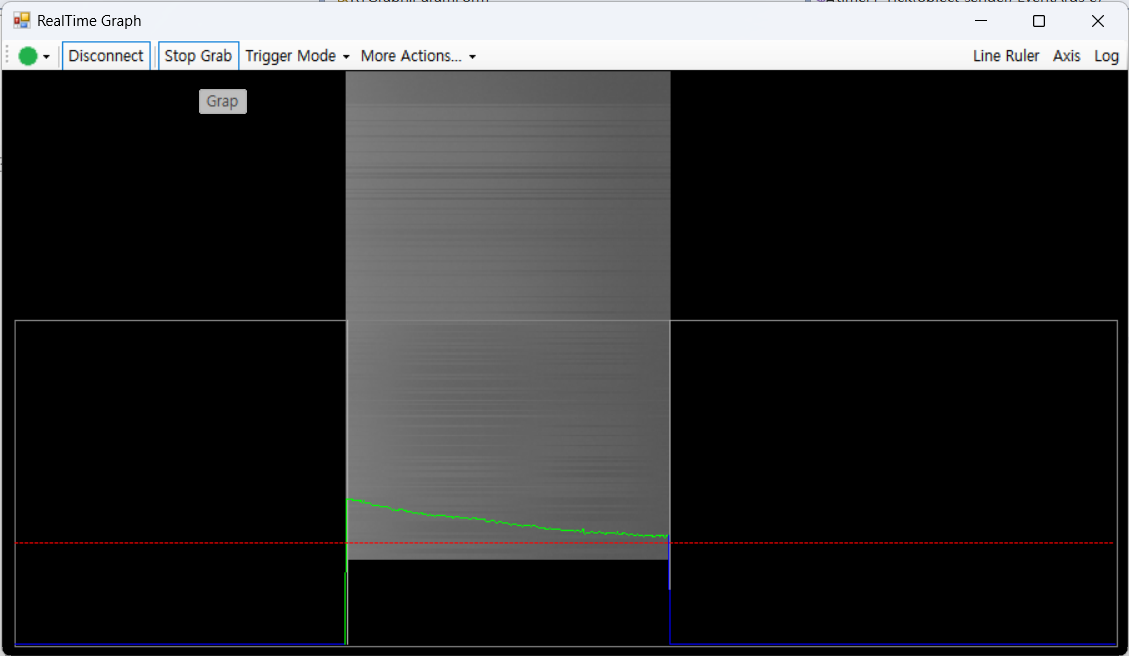 RealTime Graph
Disconnect Stop Grab Trigger Mode More Actions... Line Ruler Axis Log
Grap